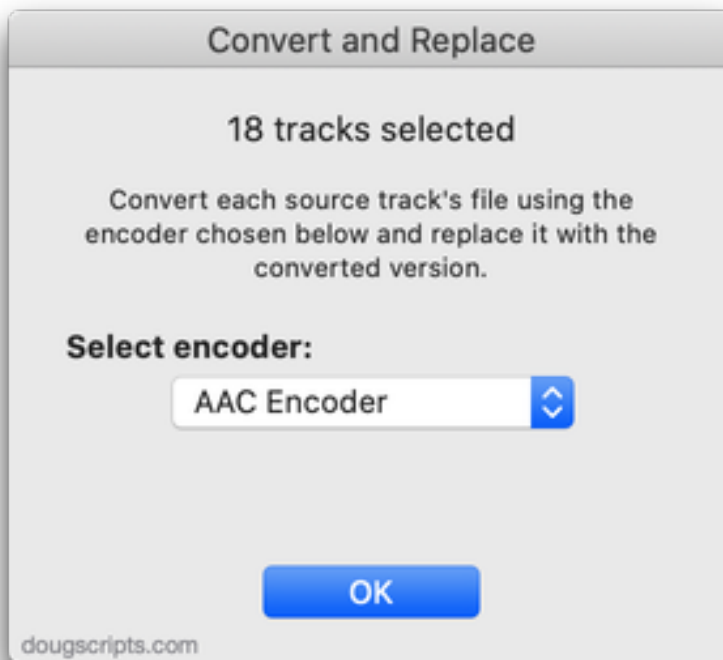 Convert and Replace
18 tracks selected
Convert each source track's file using the
encoder chosen below and replace it with the
converted version.
Select encoder:
AAC Encoder
OK
dougscripts.com